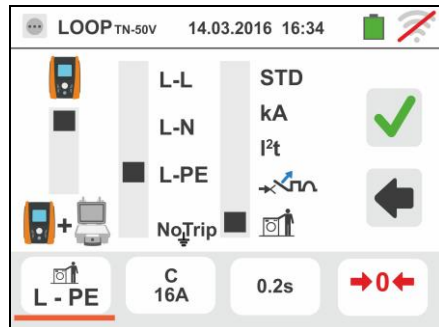 LOOP TN-50V 14.03.2016 16:34
L-L STD
L-N kA
I²t
L-PE
NoTrip
L - PE
C
16A
0.2s
→0←